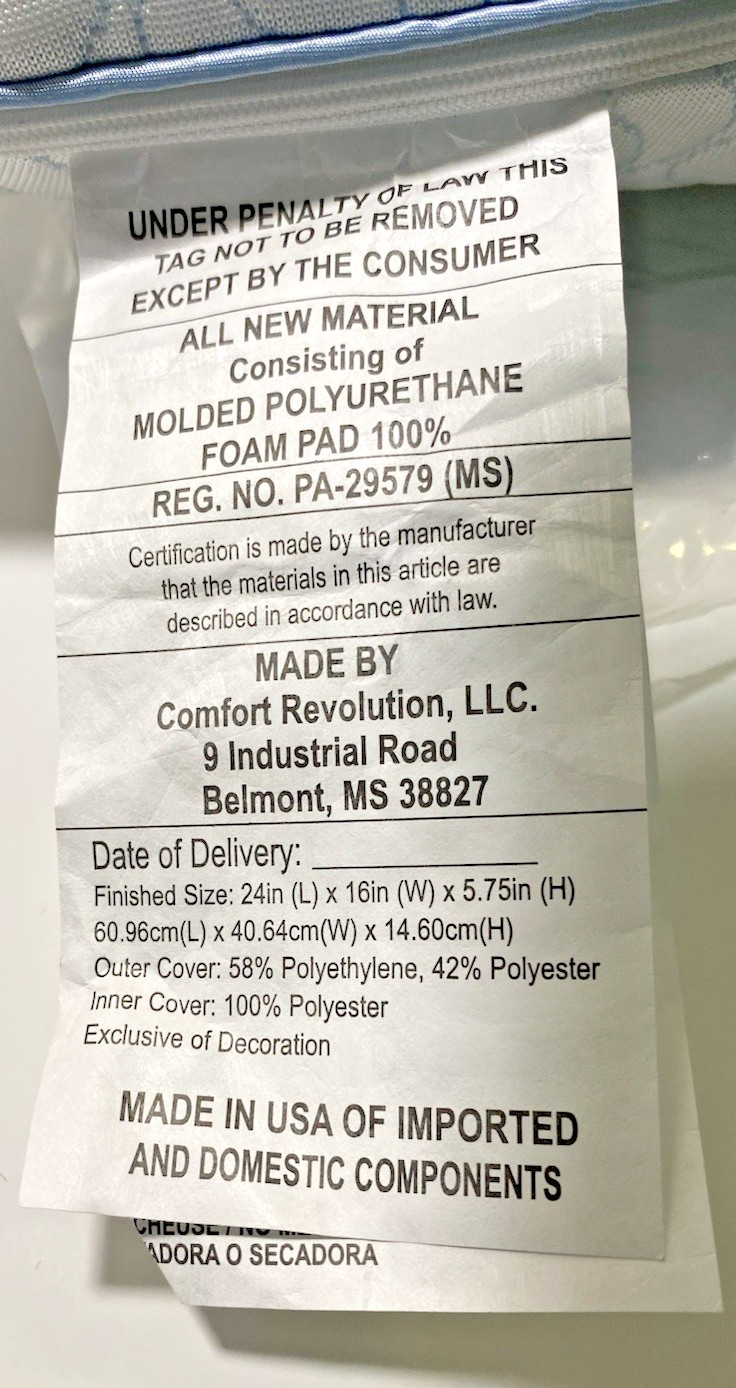 UNDER PENALTY OF LAW THIS
TAG NOT TO BE REMOVED
EXCEPT BY THE CONSUMER
ALL NEW MATERIAL
Consisting of
MOLDED POLYURETHANE
FOAM PAD 100%
REG. NO. PA-29579 (MS)
Certification is made by the manufacturer
that the materials in this article are
described in accordance with law.
MADE BY
Comfort Revolution, LLC.
9 Industrial Road
Belmont, MS 38827
Date of Delivery:
Finished Size: 24in (L) x 16in (W) x 5.75in (H)
60.96cm(L) x 40.64cm(W) x 14.60cm(H)
Outer Cover: 58% Polyethylene, 42% Polyester
Inner Cover: 100% Polyester
Exclusive of Decoration
MADE IN USA OF IMPORTED
AND DOMESTIC COMPONENTS
CHEUSE / NO
ADORA O SECADORA